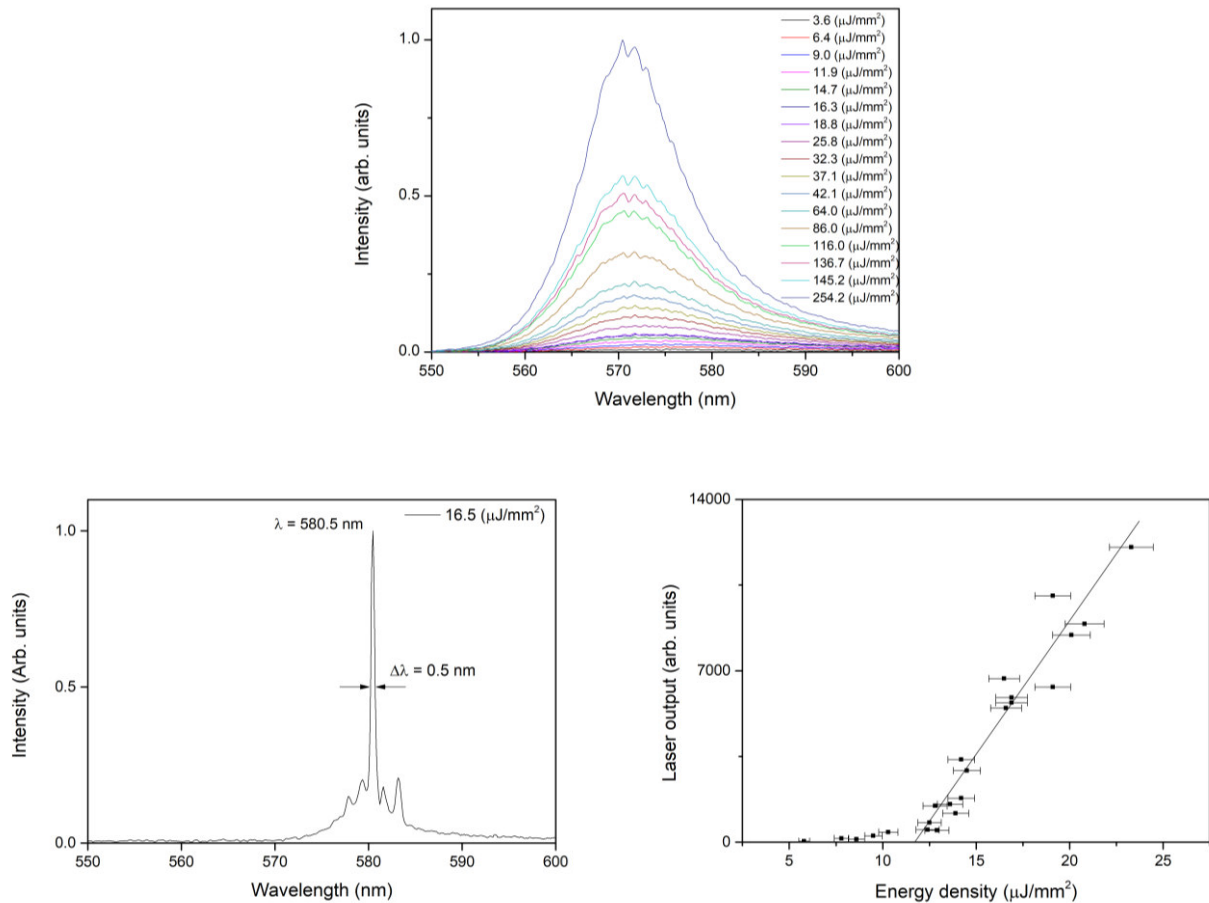 1.0
0.5
0.0
550
560
570
580
590
600
Intensity (arb. units)
Wavelength (nm)
3.6 (μJ/mm²)
6.4 (μJ/mm²)
9.0 (μJ/mm²)
11.9 (μJ/mm²)
14.7 (μJ/mm²)
16.3 (μJ/mm²)
18.8 (μJ/mm²)
25.8 (μJ/mm²)
32.3 (μJ/mm²)
37.1 (μJ/mm²)
42.1 (μJ/mm²)
64.0 (μJ/mm²)
86.0 (μJ/mm²)
116.0 (μJ/mm²)
136.7 (μJ/mm²)
145.2 (μJ/mm²)
254.2 (μJ/mm²)
1.0
0.5
0.0
550
560
570
580
590
600
Intensity (Arb. units)
Wavelength (nm)
λ = 580.5 nm
16.5 (μJ/mm²)
Δλ = 0.5 nm
14000
7000
0
5
10
15
20
25
Laser output (arb. units)
Energy density (μJ/mm²)